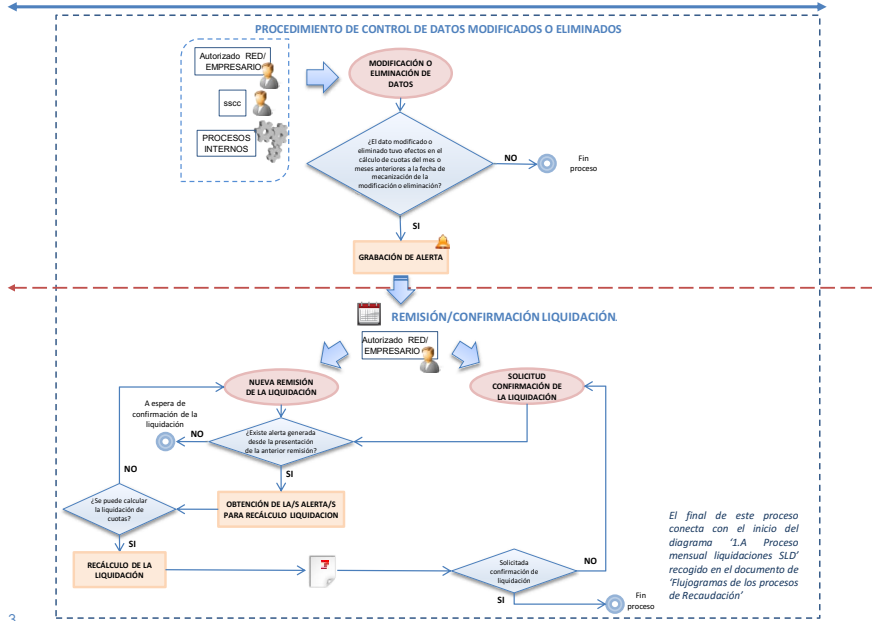 PROCEDIMIENTO DE CONTROL DE DATOS MODIFICADOS O ELIMINADOS
Autorizado RED/
EMPRESARIO
SSCC
PROCESOS
INTERNOS
MODIFICACIÓN O
ELIMINACIÓN DE
DATOS
¿El dato modificado o
eliminado tuvo efectos en el
cálculo de cuotas del mes o
meses anteriores a la fecha de
mecanización de la
modificación o eliminación?
NO
Fin
proceso
SI
GRABACIÓN DE ALERTA
REMISIÓN/CONFIRMACIÓN LIQUIDACIÓN.
Autorizado RED/
EMPRESARIO
NUEVA REMISIÓN
DE LA LIQUIDACIÓN
SOLICITUD
CONFIRMACIÓN DE
LA LIQUIDACIÓN
A espera de
confirmación de la
liquidación
NO
¿Existe alerta generada
desde la presentación
de la anterior remisión?
SI
NO
¿Se puede calcular
la liquidación de
cuotas?
OBTENCIÓN DE LA/S ALERTA/S
PARA RECÁLCULO LIQUIDACION
SI
RECÁLCULO DE LA
LIQUIDACIÓN
Solicitada
confirmación de
liquidación
NO
SI
Fin
proceso
El final de este proceso
conecta con el inicio del
diagrama '1.A Proceso
mensual liquidaciones SLD'
recogido en el documento de
'Flujogramas de los procesos
de Recaudación'
3